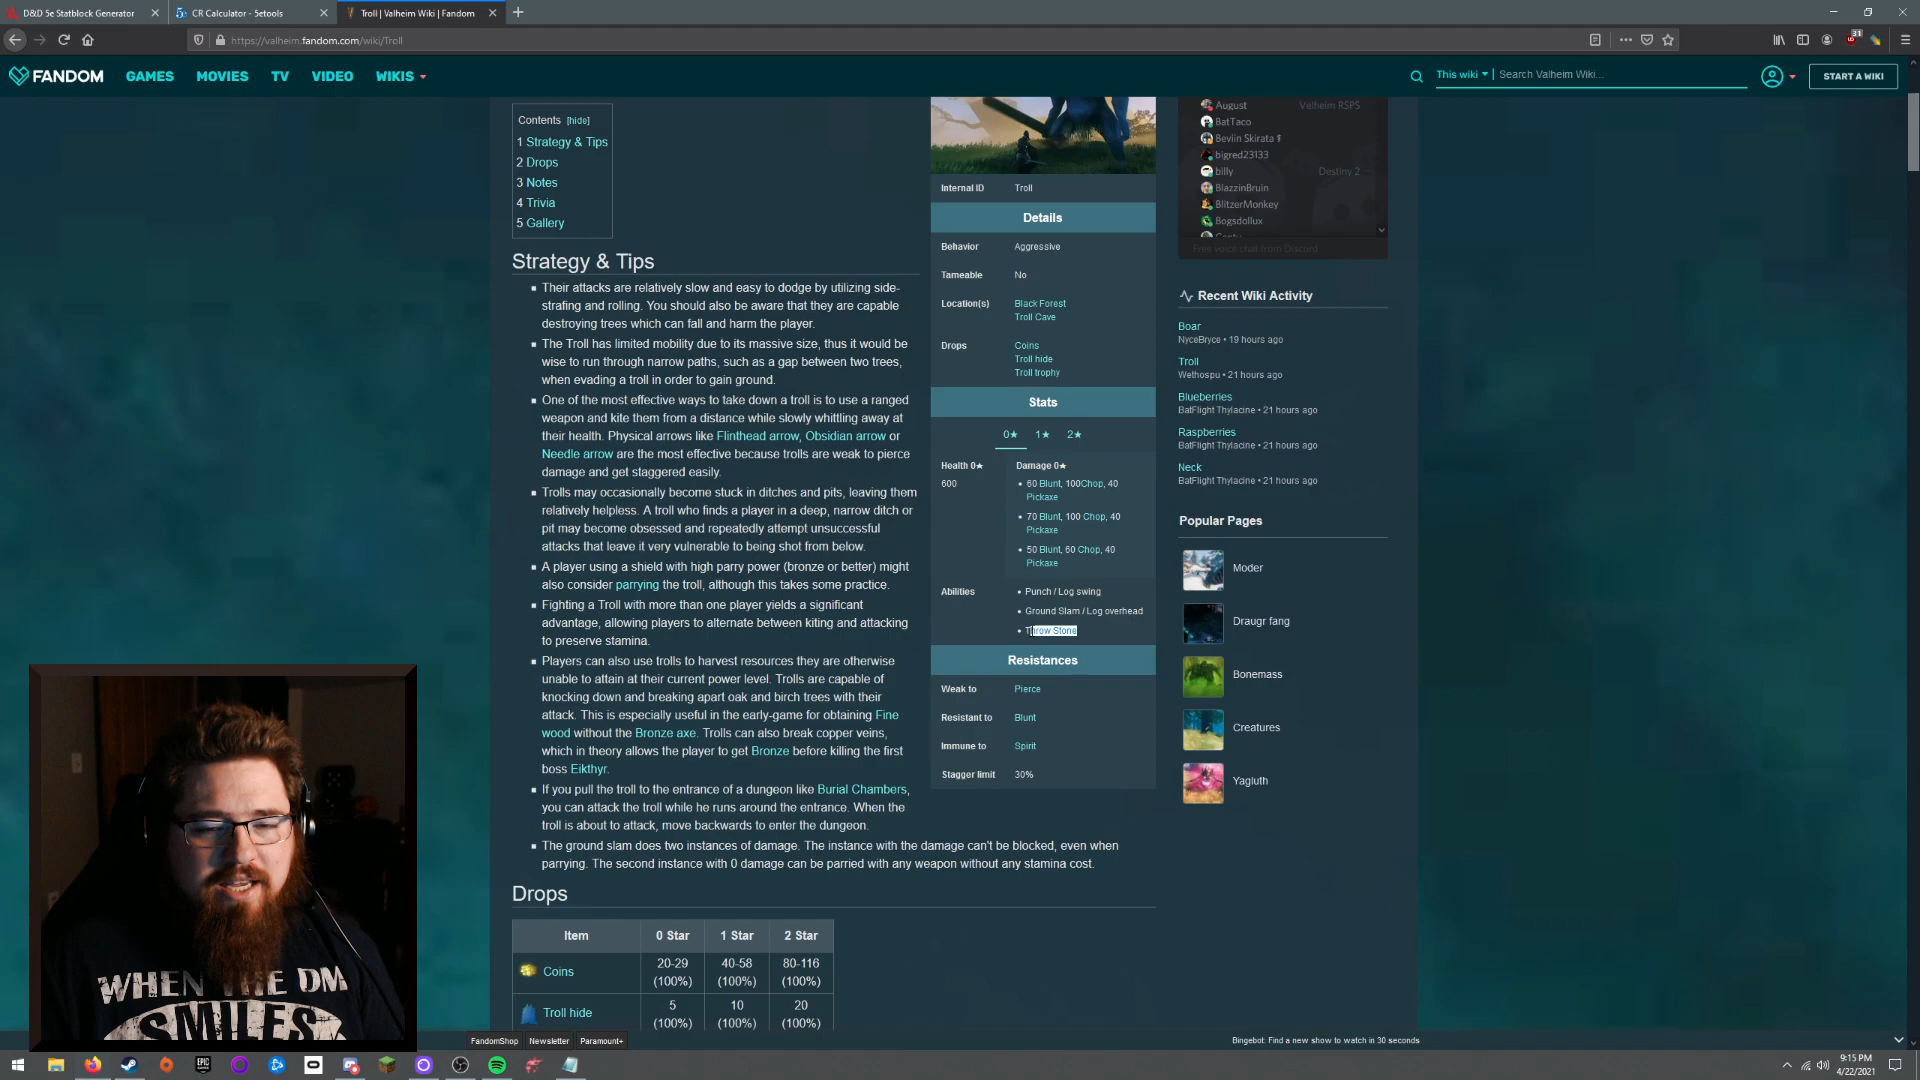 D&D 5e Statblock Generator
CR Calculator - 5etools
Troll | Valheim Wiki | Fandom
https://valheim.fandom.com/wiki/Troll
31
FANDOM
GAMES
MOVIES
TV
VIDEO
WIKIS
This wiki
Search Valheim Wiki...
START A WIKI
Contents [hide]
1 Strategy & Tips
2 Drops
3 Notes
4 Trivia
5 Gallery
Strategy & Tips
Their attacks are relatively slow and easy to dodge by utilizing side-
strafing and rolling. You should also be aware that they are capable
destroying trees which can fall and harm the player.
The Troll has limited mobility due to its massive size, thus it would be
wise to run through narrow paths, such as a gap between two trees,
when evading a troll in order to gain ground.
One of the most effective ways to take down a troll is to use a ranged
weapon and kite them from a distance while slowly whittling away at
their health. Physical arrows like Flinthead arrow, Obsidian arrow or
Needle arrow are the most effective because trolls are weak to pierce
damage and get staggered easily.
Trolls may occasionally become stuck in ditches and pits, leaving them
relatively helpless. A troll who finds a player in a deep, narrow ditch or
pit may become obsessed and repeatedly attempt unsuccessful
attacks that leave it very vulnerable to being shot from below.
A player using a shield with high parry power (bronze or better) might
also consider parrying the troll, although this takes some practice.
Fighting a Troll with more than one player yields a significant
advantage, allowing players to alternate between kiting and attacking
to preserve stamina.
Players can also use trolls to harvest resources they are otherwise
unable to attain at their current power level. Trolls are capable of
knocking down and breaking apart oak and birch trees with their
attack. This is especially useful in the early-game for obtaining Fine
wood without the Bronze axe. Trolls can also break copper veins,
which in theory allows the player to get Bronze before killing the first
boss Eikthyr.
If you pull the troll to the entrance of a dungeon like Burial Chambers,
you can attack the troll while he runs around the entrance. When the
troll is about to attack, move backwards to enter the dungeon.
The ground slam does two instances of damage. The instance with the damage can't be blocked, even when
parrying. The second instance with 0 damage can be parried with any weapon without any stamina cost.
Drops
Item 0 Star 1 Star 2 Star
Coins 20-29 (100%) 40-58 (100%) 80-116 (100%)
Troll hide 5 (100%) 10 (100%) 20 (100%)
Internal ID Troll
Details
Behavior Aggressive
Tameable No
Location(s) Black Forest
Troll Cave
Drops Coins
Troll hide
Troll trophy
Stats
0★ 1★ 2★
Health 0★ Damage 0★
600
60 Blunt, 100Chop, 40
Pickaxe
70 Blunt, 100 Chop, 40
Pickaxe
50 Blunt, 60 Chop, 40
Pickaxe
Abilities
Punch / Log swing
Ground Slam / Log overhead
Throw Stone
Resistances
Weak to Pierce
Resistant to Blunt
Immune to Spirit
Stagger limit 30%
August Velheim RSPS
BatTaco
Beviin Skirata
bigred23133
billy Destiny 2
BlazzinBruin
BlitzerMonkey
Bogsdollux
Free voice chat from Discord
Recent Wiki Activity
Boar
NyceBryce • 19 hours ago
Troll
Wethospu • 21 hours ago
Blueberries
BatFlight Thylacine • 21 hours ago
Raspberries
BatFlight Thylacine • 21 hours ago
Neck
BatFlight Thylacine • 21 hours ago
Popular Pages
Moder
Draugr fang
Bonemass
Creatures
Yagluth
WHEN THE DM
SMILES
FandomShop
Newsletter
Paramount+
Bingebot: Find a new show to watch in 30 seconds
EPIC
9:15 PM
4/22/2021